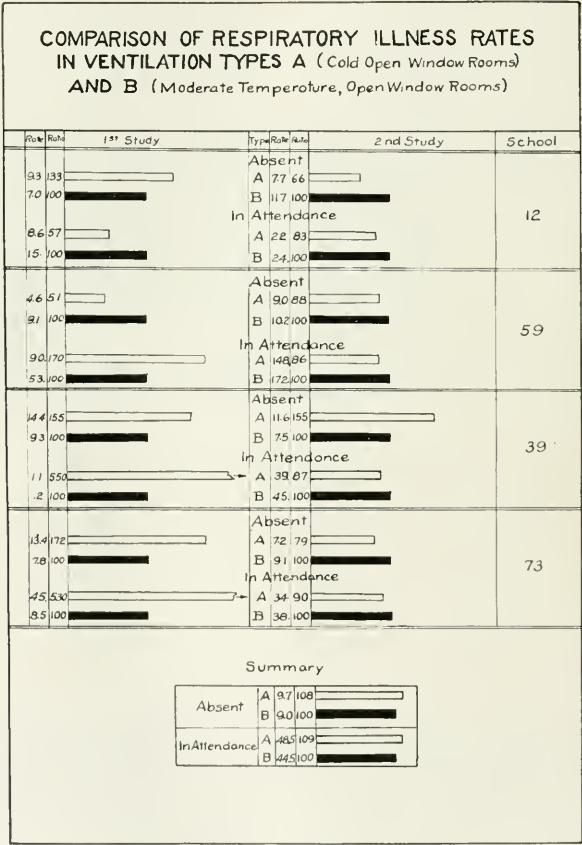 COMPARISON OF RESPIRATORY ILLNESS RATES
IN VENTILATION TYPES A (Cold Open Window Rooms)
AND B (Moderate Temperature, Open Window Rooms)
Rate Ratio 1st Study Type Rate Ratio 2nd Study School
Absent
9.3 133 A 7.7 66
7.0 100 B 11.7 100
In Attendance
12
8.6 57 A 22. 83
15. 100 B 24. 100
Absent
4.6 51 A 9.0 88
9.1 100 B 10.2 100
59
In Attendance
9.0 170 A 148. 86
5.3 100 B 172. 100
Absent
14.4 155 A 11.6 155
9.3 100 B 7.5 100
39
In Attendance
1.1 550 A 39. 87
.2 100 B 45. 100
Absent
13.4 172 A 7.2 79
7.8 100 B 9.1 100
73
In Attendance
45. 530 A 34. 90
8.5 100 B 38. 100
Summary
Absent A 9.7 108
B 9.0 100
In Attendance A 48.5 109
B 44.5 100